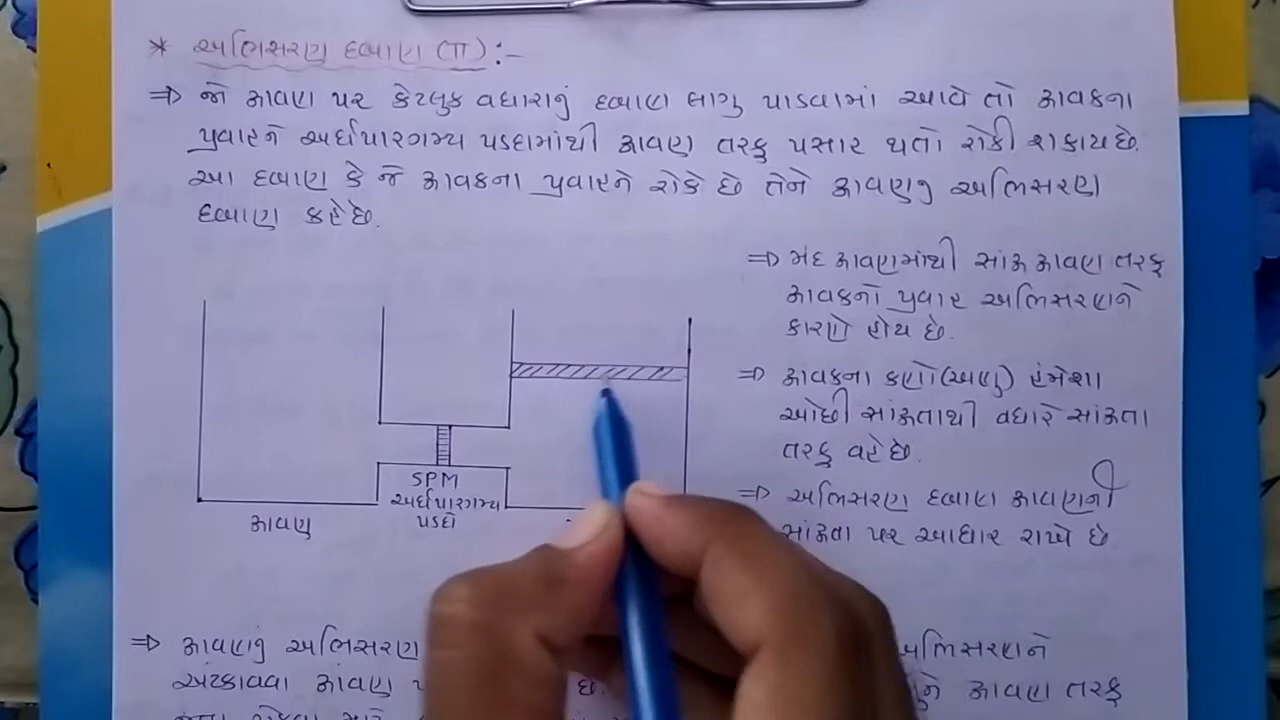 * અભિસરણ દબાણ (π) :-
⇒ જો દ્રાવણ પર કેટલુક વધારાનું દબાણ લાગુ પાડવામાં આવે તો દ્રાવકના
પ્રવાહને અર્ધપારગમ્ય પડદામાંથી દ્રાવણ તરફ પસાર થતો રોકી શકાય છે.
આ દબાણ કે જે દ્રાવકના પ્રવાહને રોકે છે તેને દ્રાવણનુ અભિસરણ
દબાણ કહે છે.
⇒ મંદ દ્રાવણમાંથી સાંદ્ર દ્રાવણ તરફ
દ્રાવકનો પ્રવાહ અભિસરણને
કારણે હોય છે.
⇒ દ્રાવકના કણો(અણુ) હંમેશા
ઓછી સાંદ્રતાથી વધારે સાંદ્રતા
તરફ વહે છે.
⇒ અભિસરણ દબાણ દ્રાવણની
સાંદ્રતા પર આધાર રાખે છે
SPM
અર્ધપારગમ્ય
પડદો
દ્રાવણ
⇒ દ્રાવણનું અભિસરણ અભિસરણને
અટકાવવા દ્રાવણ છે. દ્રાવણ તરફ